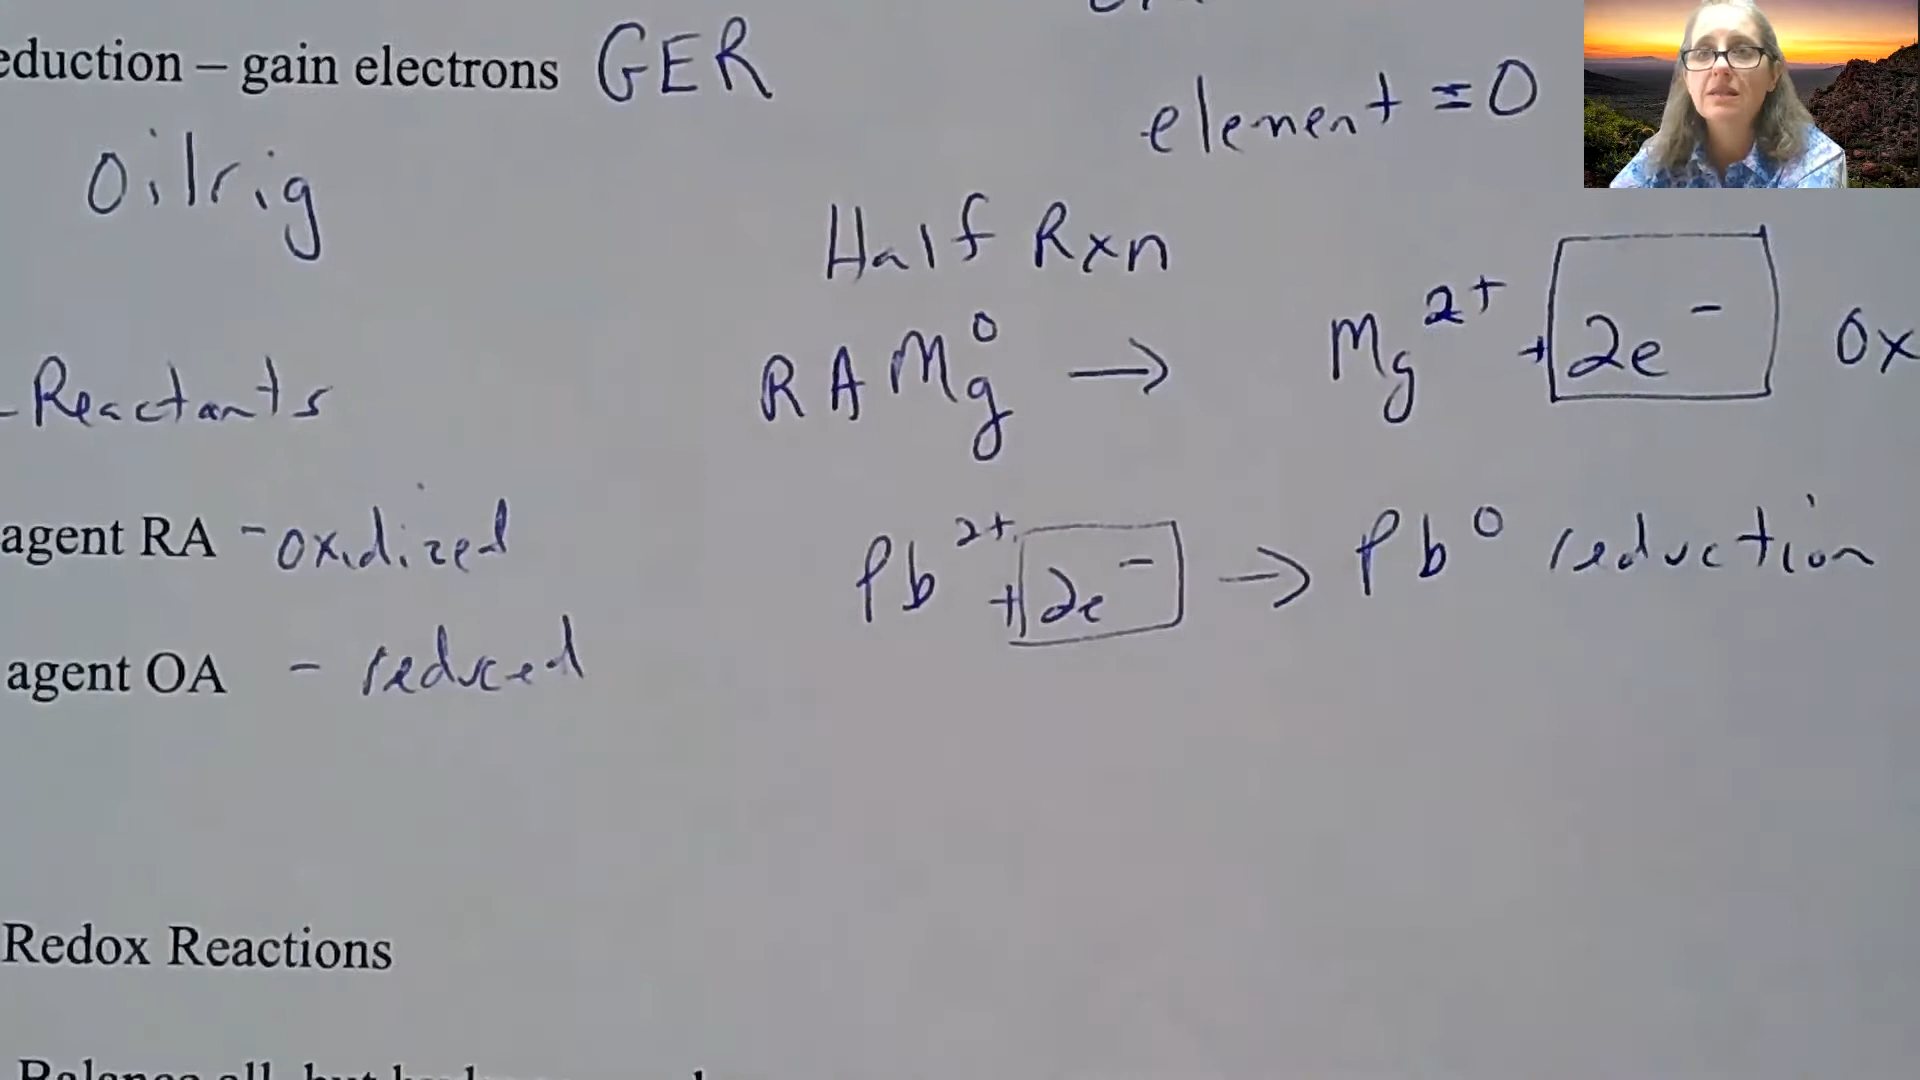 eduction – gain electrons GER
element = 0
Oilrig
Half Rxn
RA Mg⁰ → Mg²⁺ + 2e⁻ Ox
- Reactants
agent RA - oxidized
Pb²⁺ + 2e⁻ → Pb⁰ reduction
agent OA - reduced
Redox Reactions